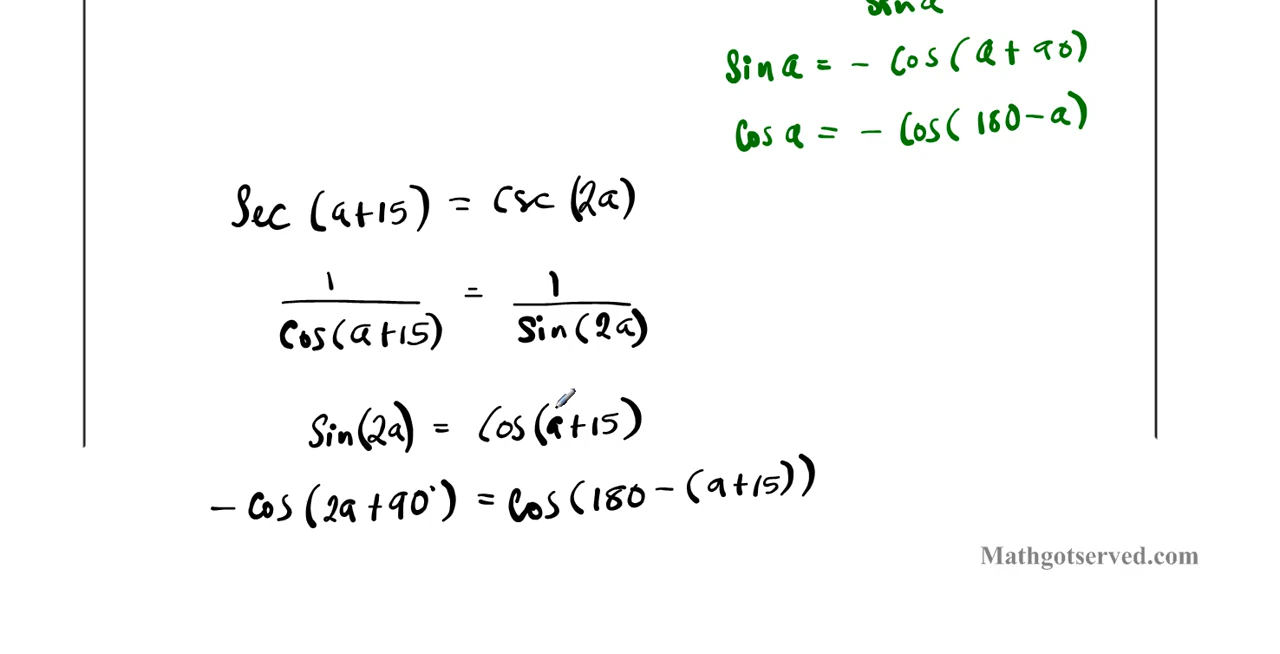 sin a
Sin a = - Cos(a + 90)
Cos a = - Cos(180 - a)
Sec (a+15) = Csc (2a)
1 = 1
Cos(a+15) Sin(2a)
Sin(2a) = Cos(a+15)
- Cos(2a+90°) = Cos(180 - (a+15))
Mathgotserved.com